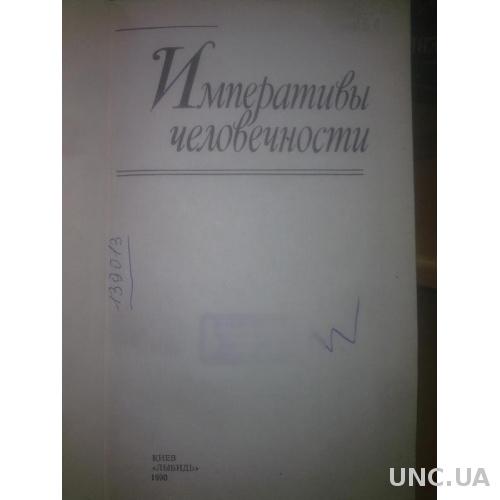 Императивы
человечности
139013
КИЕВ
«ЛЫБИДЬ»
1990
UNC.UA